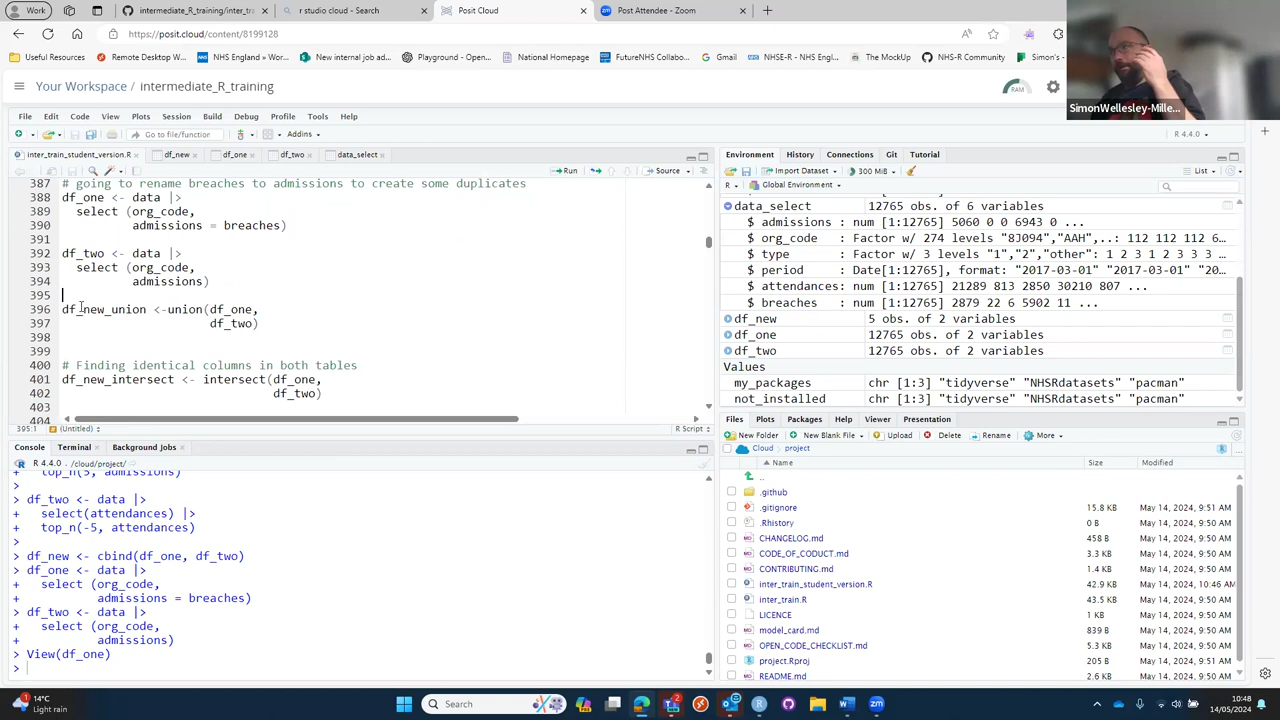 Work
intermediate_R_training/inter_tra
r studio cloud - Search
Posit Cloud
Post Attendee - Zoom
https://posit.cloud/content/8199128
Useful Resources
Remote Desktop W...
NHS England > Wor...
New internal job ad...
Playground - Open...
National Homepage
FutureNHS Collabo...
Gmail
NHSE-R - NHS Engl...
The MockUp
NHS-R Community
Simon's
SimonWellesley-Mille...
Your Workspace / intermediate_R_training
RAM
File Edit Code View Plots Session Build Debug Profile Tools Help
Go to file/function
Addins
R 4.4.0
inter_train_student_version.R
df_new
df_one
df_two
data_select
Run
Source
387 # going to rename breaches to admissions to create some duplicates
388 df_one <- data |>
389 select (org_code,
390 admissions = breaches)
391
392 df_two <- data |>
393 select (org_code,
394 admissions)
395
396 df_new_union <-union(df_one,
397 df_two)
398
399
400 # Finding identical columns in both tables
401 df_new_intersect <- intersect(df_one,
402 df_two)
403
404
395:1 (Untitled)
R Script
Console Terminal Background Jobs
R 4.4.0 · /cloud/project/
+ top_n(5, admissions)
>
> df_two <- data |>
+ select(attendances) |>
+ top_n(-5, attendances)
>
> df_new <- cbind(df_one, df_two)
> df_one <- data |>
+ select (org_code,
+ admissions = breaches)
> df_two <- data |>
+ select (org_code,
+ admissions)
> View(df_one)
>
Environment History Connections Git Tutorial
Import Dataset
300 MiB
List
R
Global Environment
data_select 12765 obs. of 6 variables
$ admissions : num [1:12765] 5060 0 0 6943 0 ...
$ org_code : Factor w/ 274 levels "8J094","AAH",..: 112 112 112 6...
$ type : Factor w/ 3 levels "1","2","other": 1 2 3 1 2 3 3 3 ...
$ period : Date[1:12765], format: "2017-03-01" "2017-03-01" "20...
$ attendances: num [1:12765] 21289 813 2850 30210 807 ...
$ breaches : num [1:12765] 2879 22 6 5902 11 ...
df_new 5 obs. of 2 variables
df_one 12765 obs. of 2 variables
df_two 12765 obs. of 2 variables
Values
my_packages chr [1:3] "tidyverse" "NHSRdatasets" "pacman"
not_installed chr [1:3] "tidyverse" "NHSRdatasets" "pacman"
Files Plots Packages Help Viewer Presentation
New Folder
New Blank File
Upload
Delete
Rename
More
Cloud project
Name Size Modified
..
.github
.gitignore 15.8 KB May 14, 2024, 9:51 AM
.Rhistory 0 B May 14, 2024, 9:50 AM
CHANGELOG.md 458 B May 14, 2024, 9:50 AM
CODE_OF_CODUCT.md 3.3 KB May 14, 2024, 9:50 AM
CONTRIBUTING.md 1.4 KB May 14, 2024, 9:50 AM
inter_train_student_version.R 42.9 KB May 14, 2024, 10:46 AM
inter_train.R 43.5 KB May 14, 2024, 9:50 AM
LICENCE 1 KB May 14, 2024, 9:50 AM
model_card.md 839 B May 14, 2024, 9:50 AM
OPEN_CODE_CHECKLIST.md 5.3 KB May 14, 2024, 9:50 AM
project.Rproj 205 B May 14, 2024, 9:50 AM
README.md 2.6 KB May 14, 2024, 9:50 AM
14°C
Light rain
Search
10:48
14/05/2024